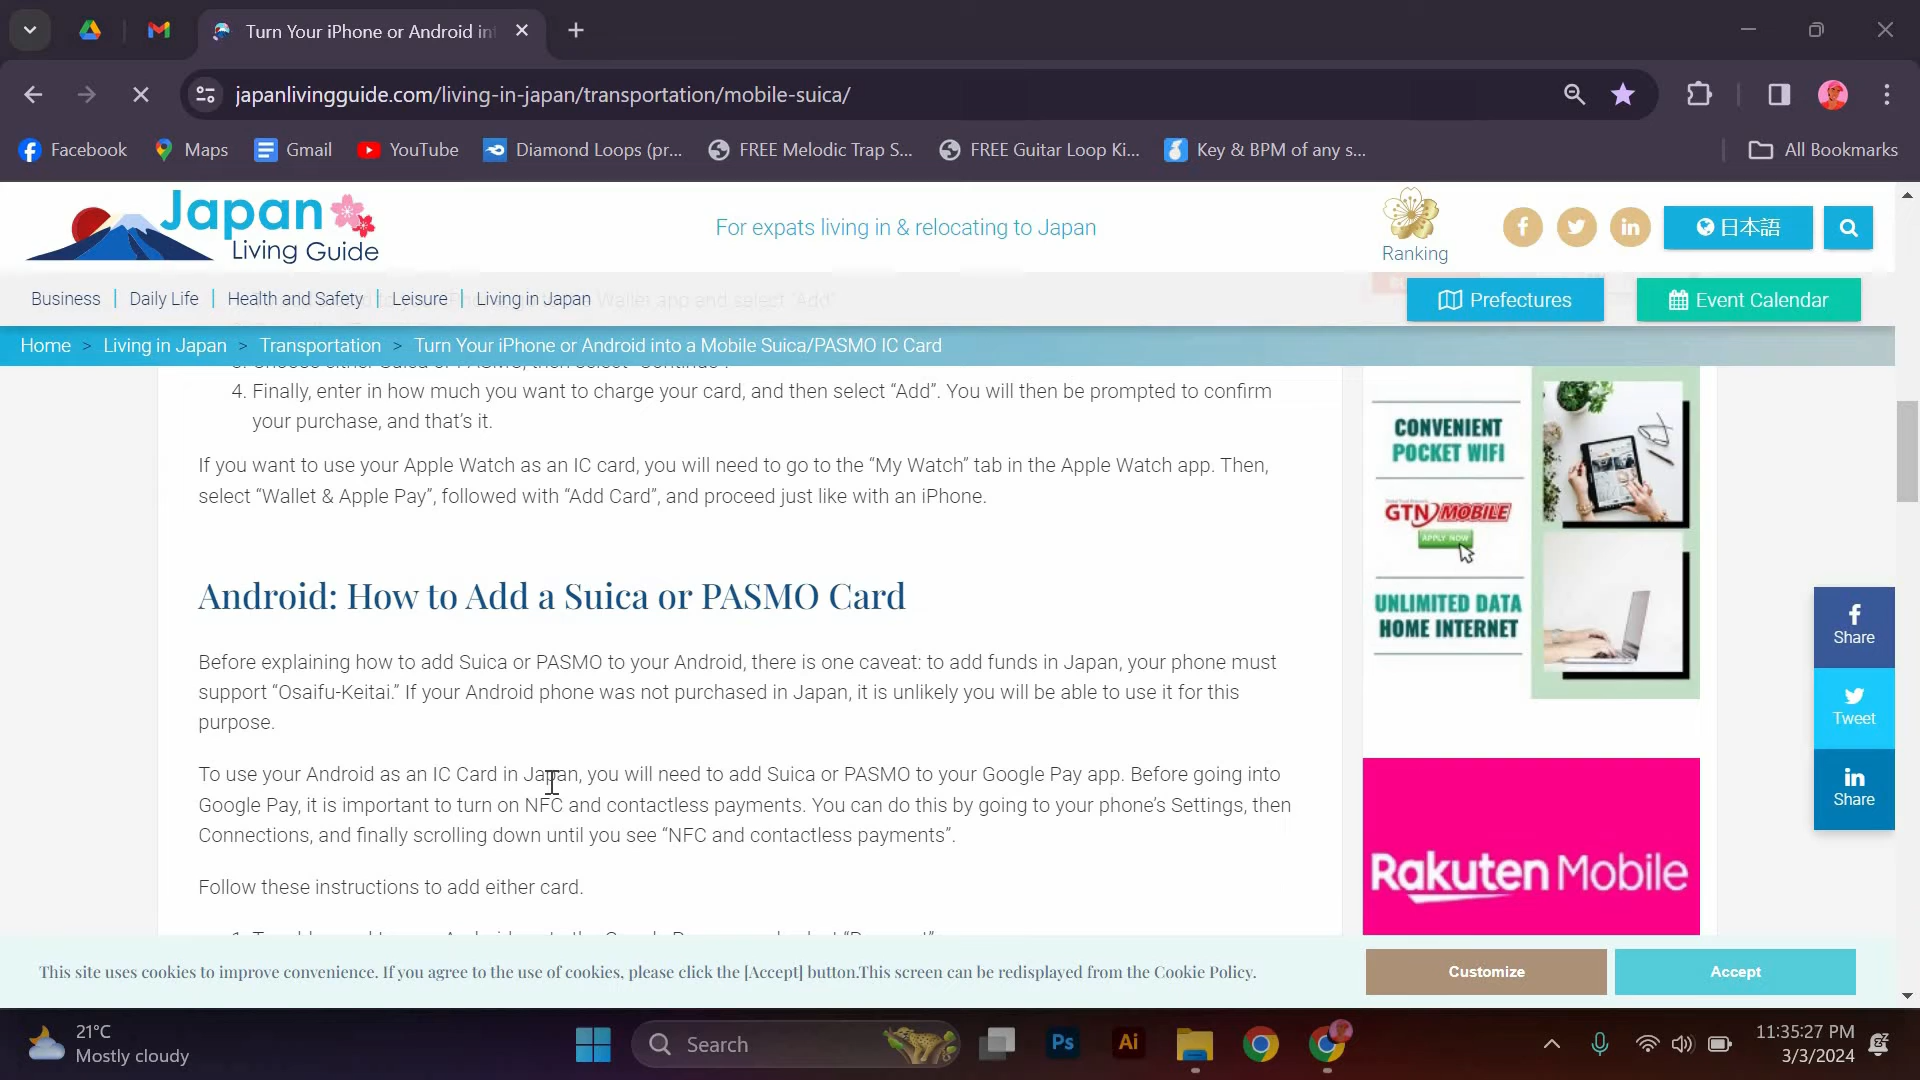 Turn Your iPhone or Android in
japanlivingguide.com/living-in-japan/transportation/mobile-suica/
Facebook
Maps
Gmail
YouTube
Diamond Loops (pr...
FREE Melodic Trap S...
FREE Guitar Loop Ki...
Key & BPM of any s...
All Bookmarks
Japan
Living Guide
For expats living in & relocating to Japan
Ranking
日本語
Business
Daily Life
Health and Safety
Leisure
Living in Japan
Wallet app and select "Add"
Prefectures
Event Calendar
Home > Living in Japan > Transportation > Turn Your iPhone or Android into a Mobile Suica/PASMO IC Card
4. Finally, enter in how much you want to charge your card, and then select “Add”. You will then be prompted to confirm
your purchase, and that’s it.
If you want to use your Apple Watch as an IC card, you will need to go to the “My Watch” tab in the Apple Watch app. Then,
select “Wallet & Apple Pay”, followed with “Add Card”, and proceed just like with an iPhone.
Android: How to Add a Suica or PASMO Card
Before explaining how to add Suica or PASMO to your Android, there is one caveat: to add funds in Japan, your phone must
support “Osaifu-Keitai.” If your Android phone was not purchased in Japan, it is unlikely you will be able to use it for this
purpose.
To use your Android as an IC Card in Japan, you will need to add Suica or PASMO to your Google Pay app. Before going into
Google Pay, it is important to turn on NFC and contactless payments. You can do this by going to your phone’s Settings, then
Connections, and finally scrolling down until you see “NFC and contactless payments”.
Follow these instructions to add either card.
CONVENIENT
POCKET WIFI
GTN MOBILE
APPLY NOW
UNLIMITED DATA
HOME INTERNET
Rakuten Mobile
Share
Tweet
Share
This site uses cookies to improve convenience. If you agree to the use of cookies, please click the [Accept] button.This screen can be redisplayed from the Cookie Policy.
Customize
Accept
21°C
Mostly cloudy
Search
Ps
Ai
11:35:27 PM
3/3/2024